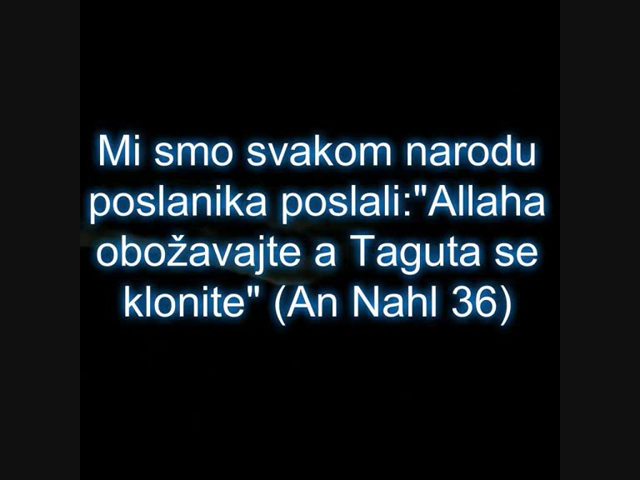 Mi smo svakom narodu
poslanika poslali:"Allaha
obožavajte a Taguta se
klonite" (An Nahl 36)